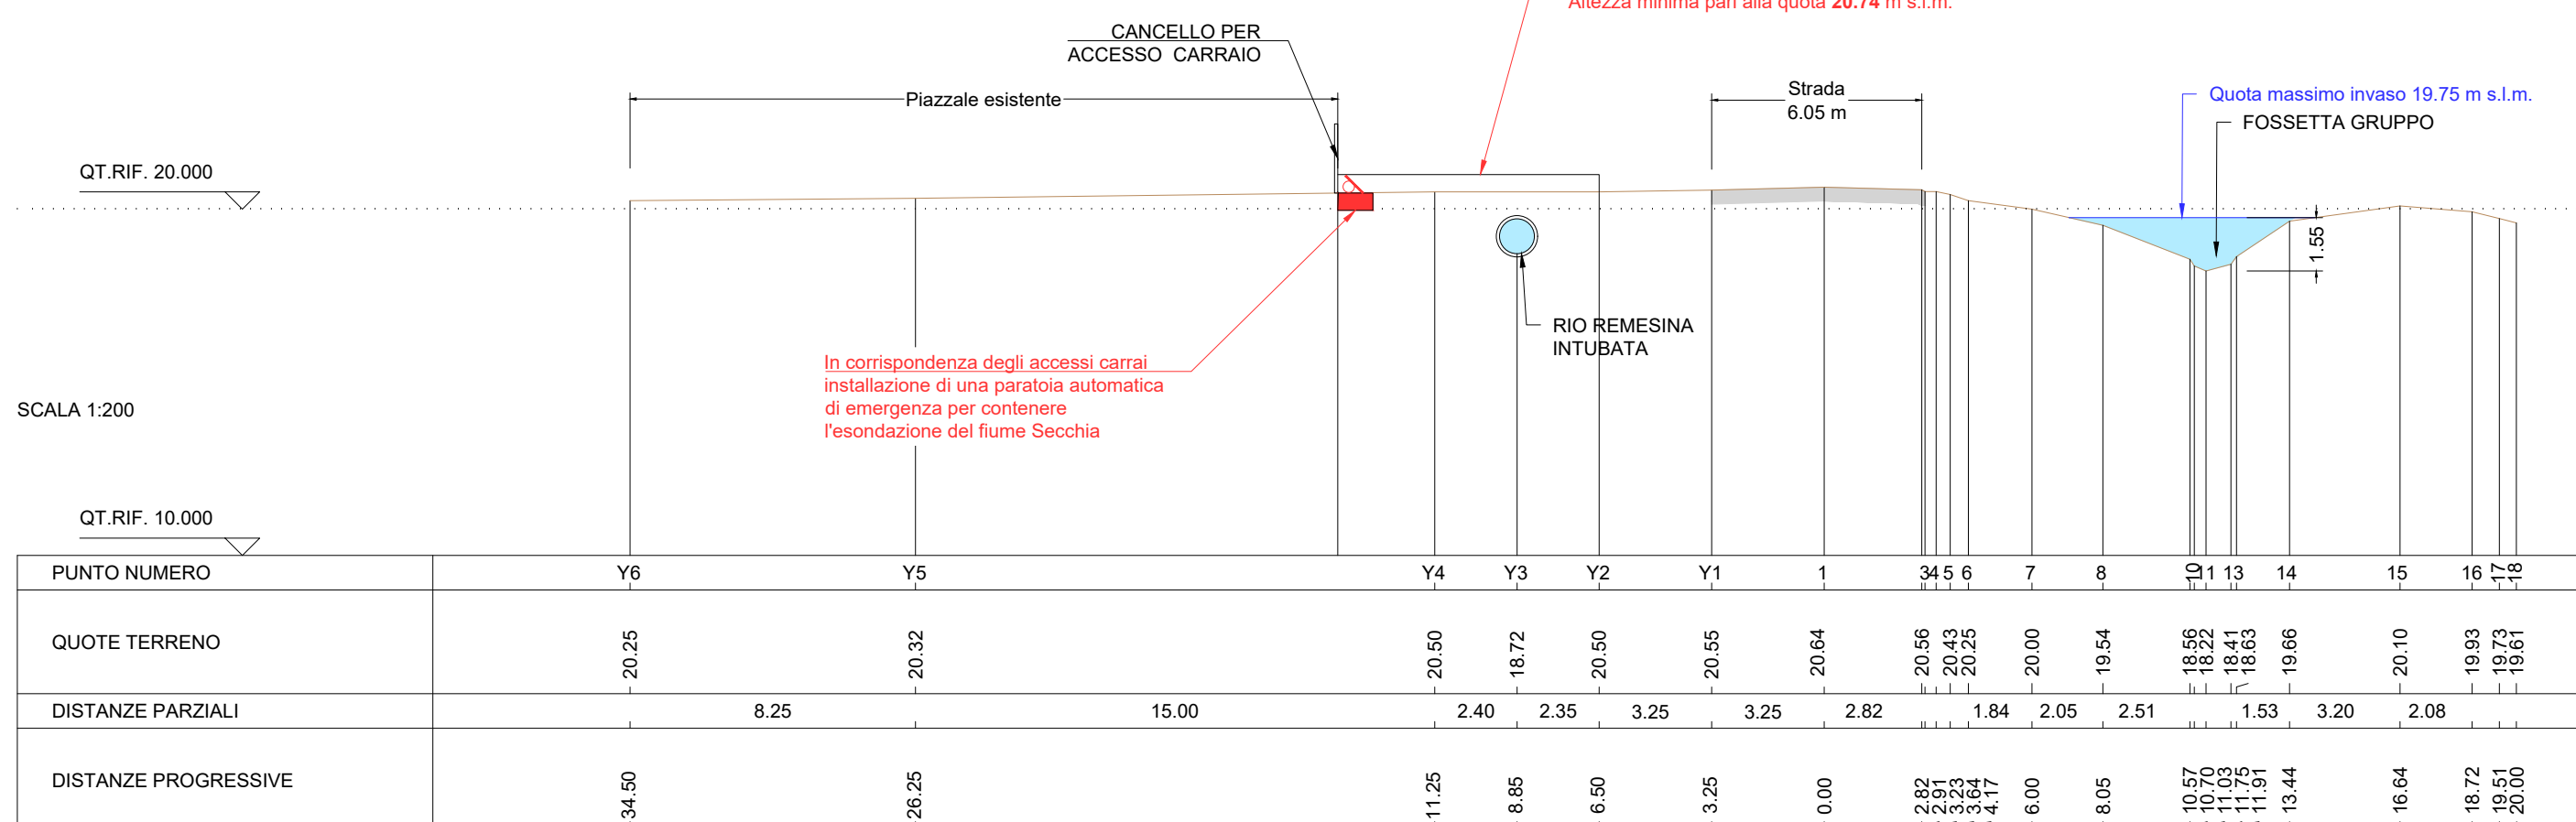 Altezza minima pari alla quota 20.74 m s.l.m.
CANCELLO PER
ACCESSO CARRAIO
Piazzale esistente
Strada
6.05 m
Quota massimo invaso 19.75 m s.l.m.
FOSSETTA GRUPPO
QT.RIF. 20.000
1.55
RIO REMESINA
INTUBATA
In corrispondenza degli accessi carrai
installazione di una paratoia automatica
di emergenza per contenere
l'esondazione del fiume Secchia
SCALA 1:200
QT.RIF. 10.000
PUNTO NUMERO Y6 Y5 Y4 Y3 Y2 Y1 1 3 4 5 6 7 8 10 11 13 14 15 16 17 18
QUOTE TERRENO 20.25 20.32 20.50 18.72 20.50 20.55 20.64 20.56 20.43 20.25 20.00 19.54 18.56 18.22 18.41 18.63 19.66 20.10 19.93 19.73 19.61
DISTANZE PARZIALI 8.25 15.00 2.40 2.35 3.25 3.25 2.82 1.84 2.05 2.51 1.53 3.20 2.08
DISTANZE PROGRESSIVE 34.50 26.25 11.25 8.85 6.50 3.25 0.00 2.82 2.91 3.23 3.64 4.17 6.00 8.05 10.57 10.70 11.03 11.75 11.91 13.44 16.64 18.72 19.51 20.00